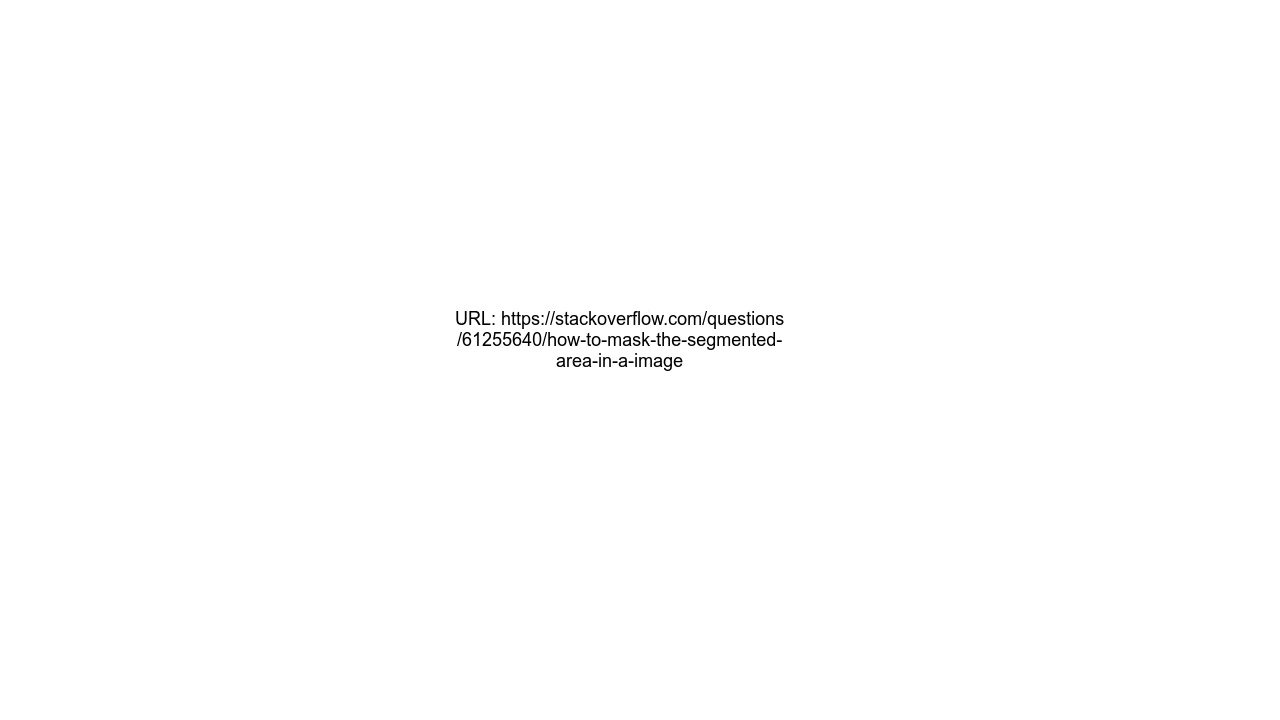 URL: https://stackoverflow.com/questions
/61255640/how-to-mask-the-segmented-
area-in-a-image